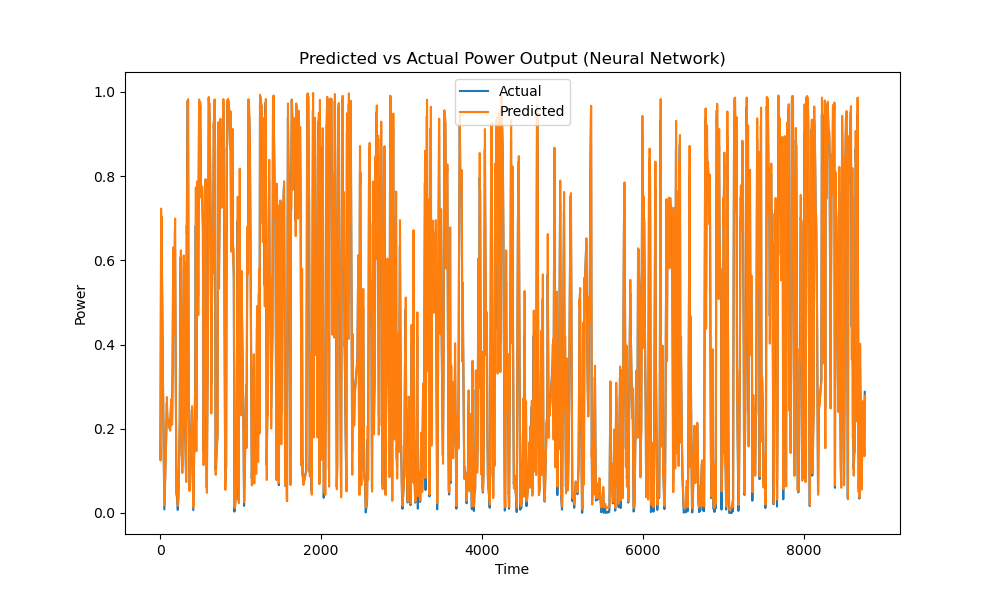 Predicted vs Actual Power Output (Neural Network)
Actual
Predicted
Power
1.0
0.8
0.6
0.4
0.2
0.0
0 2000 4000 6000 8000
Time